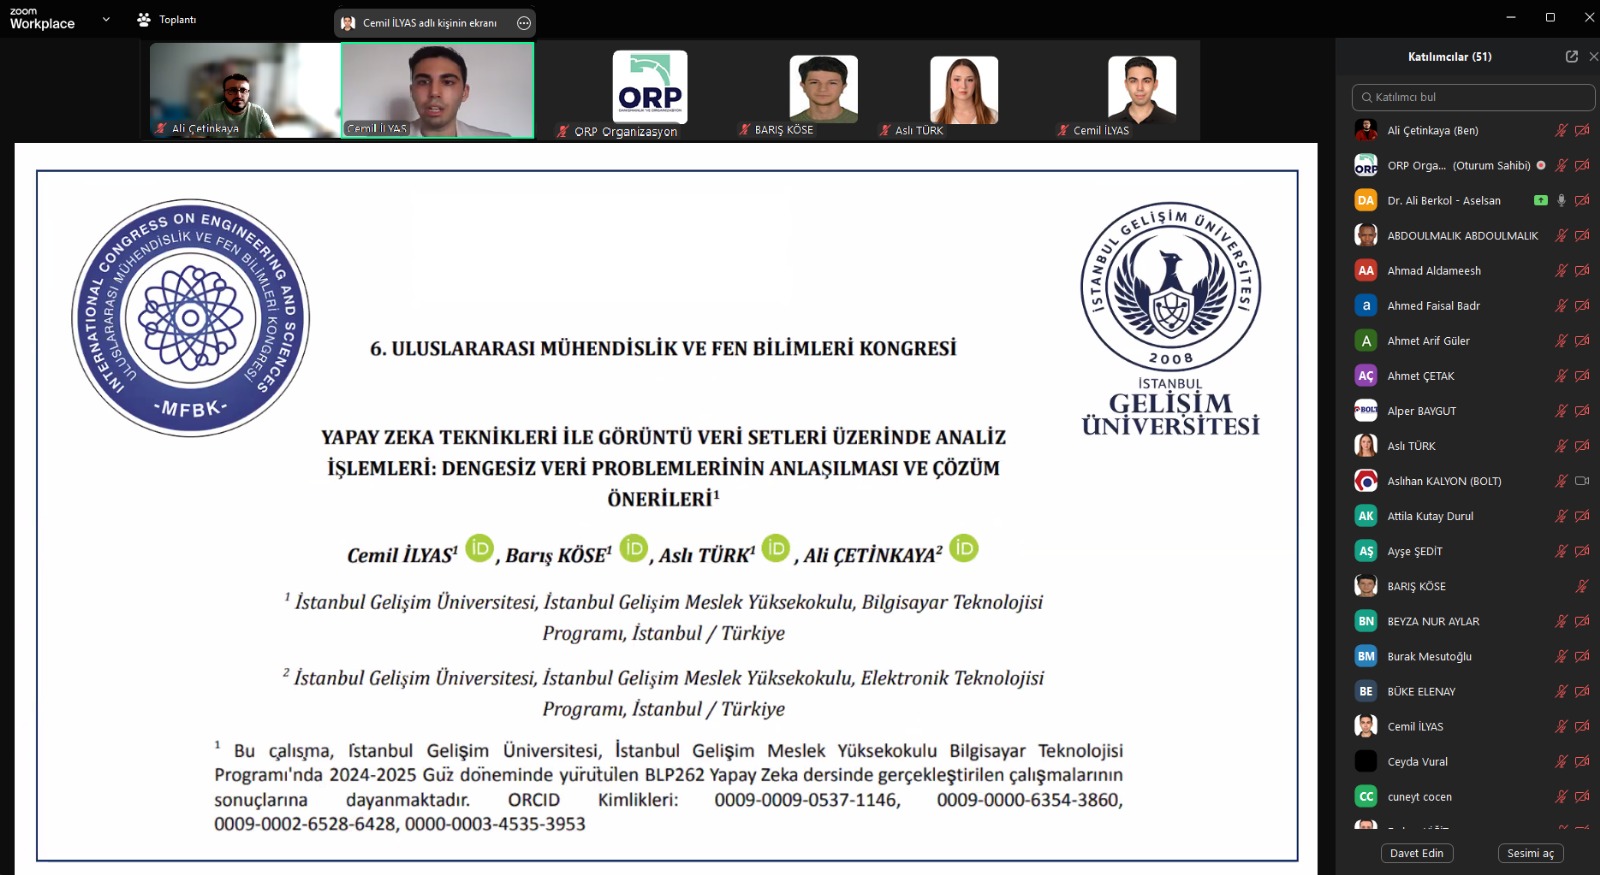 zoom
Workplace
Toplantı
Cemil İLYAS adlı kişinin ekranı
Ali Çetinkaya
Cemil İLYAS
ORP
ORP Organizasyon
BARIŞ KÖSE
Aslı TÜRK
Cemil İLYAS
INTERNATIONAL CONGRESS ON ENGINEERING AND SCIENCES
ULUSLARARASI MÜHENDİSLİK VE FEN BİLİMLERİ KONGRESİ
-MFBK-
İSTANBUL GELİŞİM ÜNİVERSİTESİ
2008
İSTANBUL
GELİŞİM
ÜNİVERSİTESİ
6. ULUSLARARASI MÜHENDİSLİK VE FEN BİLİMLERİ KONGRESİ
YAPAY ZEKA TEKNİKLERİ İLE GÖRÜNTÜ VERİ SETLERİ ÜZERİNDE ANALİZ
İŞLEMLERİ: DENGESİZ VERİ PROBLEMLERİNİN ANLAŞILMASI VE ÇÖZÜM
ÖNERİLERİ¹
Cemil İLYAS¹ iD , Barış KÖSE¹ iD , Aslı TÜRK¹ iD , Ali ÇETİNKAYA² iD
¹ İstanbul Gelişim Üniversitesi, İstanbul Gelişim Meslek Yüksekokulu, Bilgisayar Teknolojisi
Programı, İstanbul / Türkiye
² İstanbul Gelişim Üniversitesi, İstanbul Gelişim Meslek Yüksekokulu, Elektronik Teknolojisi
Programı, İstanbul / Türkiye
¹ Bu çalışma, İstanbul Gelişim Üniversitesi, İstanbul Gelişim Meslek Yüksekokulu Bilgisayar Teknolojisi
Programı'nda 2024-2025 Güz döneminde yürütülen BLP262 Yapay Zeka dersinde gerçekleştirilen çalışmalarının
sonuçlarına dayanmaktadır. ORCID Kimlikleri: 0009-0009-0537-1146, 0009-0000-6354-3860,
0009-0002-6528-6428, 0000-0003-4535-3953
Katılımcılar (51)
Katılımcı bul
Ali Çetinkaya (Ben)
ORP Orga... (Oturum Sahibi)
DA Dr. Ali Berkol - Aselsan
ABDOULMALIK ABDOULMALIK
AA Ahmad Aldameesh
a Ahmed Faisal Badr
A Ahmet Arif Güler
AÇ Ahmet ÇETAK
BOLT Alper BAYGUT
Aslı TÜRK
Aslıhan KALYON (BOLT)
AK Attila Kutay Durul
AŞ Ayşe ŞEDİT
BARIŞ KÖSE
BN BEYZA NUR AYLAR
BM Burak Mesutoğlu
BE BÜKE ELENAY
Cemil İLYAS
Ceyda Vural
CC cuneyt cocen
Davet Edin
Sesimi aç